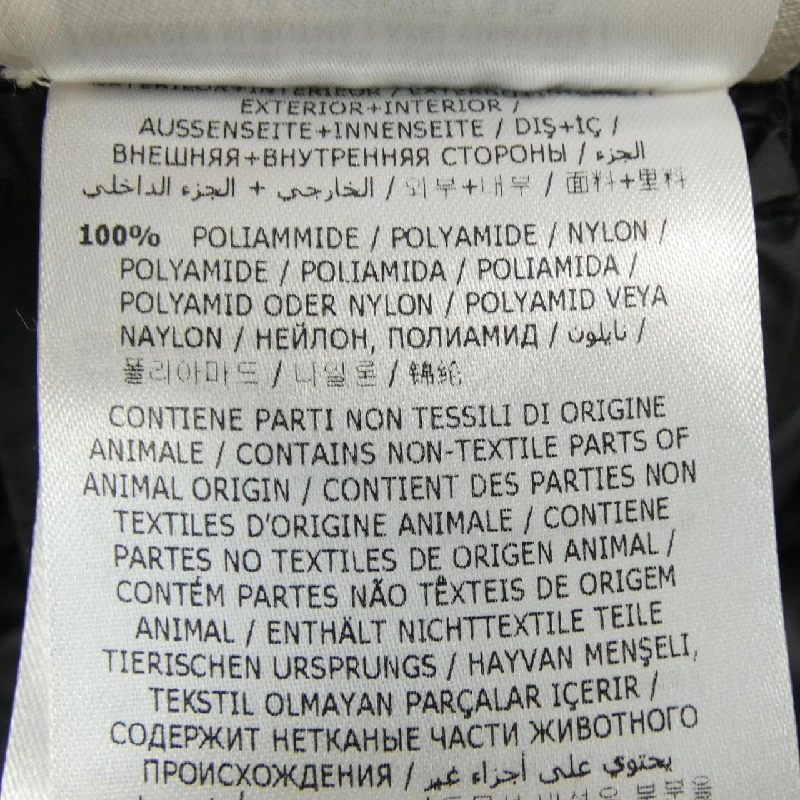 EXTERIOR+INTERIOR /
AUSSENSEITE+INNENSEITE / DIŞ+İÇ /
ВНЕШНЯЯ+ВНУТРЕННЯЯ СТОРОНЫ / الجزء
الخارجي + الجزء الداخلي / 외부+내부 / 面料+里料
100% POLIAMMIDE / POLYAMIDE / NYLON /
POLYAMIDE / POLIAMIDA / POLIAMIDA /
POLYAMID ODER NYLON / POLYAMID VEYA
NAYLON / НЕЙЛОН, ПОЛИАМИД / نايلون /
폴리아마드 / 나일론 / 锦纶
CONTIENE PARTI NON TESSILI DI ORIGINE
ANIMALE / CONTAINS NON-TEXTILE PARTS OF
ANIMAL ORIGIN / CONTIENT DES PARTIES NON
TEXTILES D'ORIGINE ANIMALE / CONTIENE
PARTES NO TEXTILES DE ORIGEN ANIMAL /
CONTÉM PARTES NÃO TÊXTEIS DE ORIGEM
ANIMAL / ENTHÄLT NICHTTEXTILE TEILE
TIERISCHEN URSPRUNGS / HAYVAN MENŞELİ,
TEKSTIL OLMAYAN PARÇALAR IÇERIR /
СОДЕРЖИТ НЕТКАНЫЕ ЧАСТИ ЖИВОТНОГО
ПРОИСХОЖДЕНИЯ / يحتوي على أجزاء غير